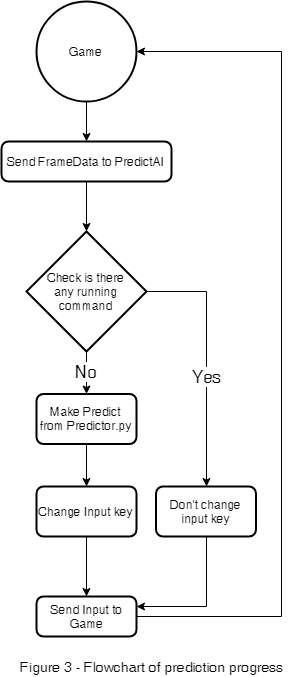 Game
Send FrameData to PredictAI
Check is there
any running
command
No
Yes
Make Predict
from Predictor.py
Change Input key
Don't change
input key
Send Input to
Game
Figure 3 - Flowchart of prediction progress